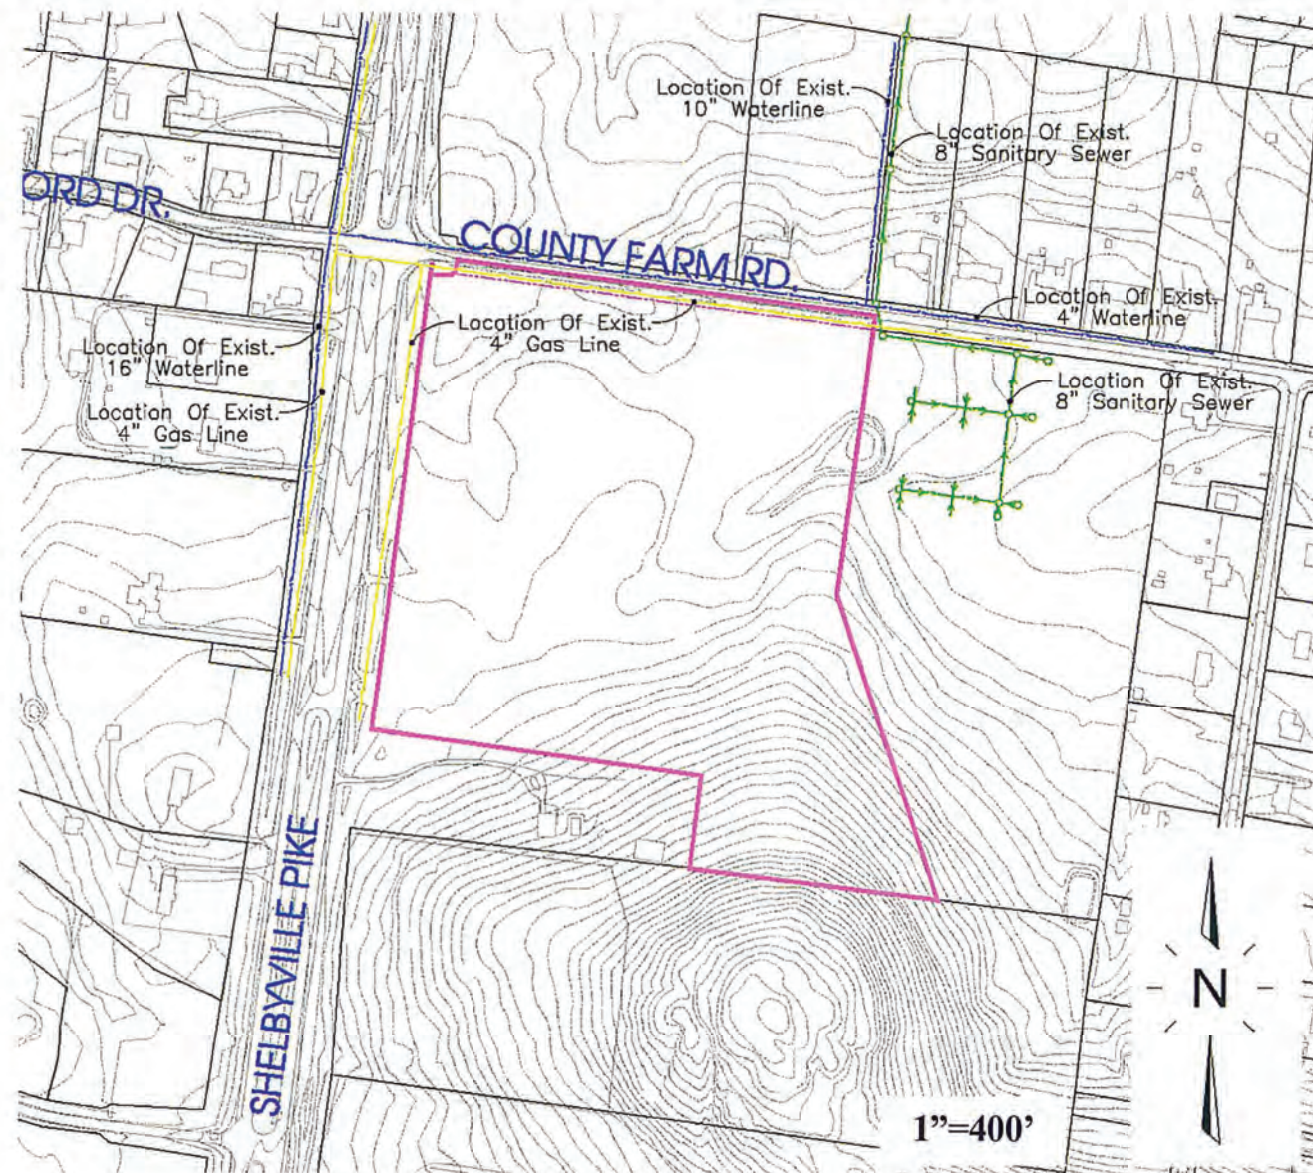 Location Of Exist.
10" Waterline
Location Of Exist.
8" Sanitary Sewer
ORD DR.
COUNTY FARM RD.
Location Of Exist.
4" Waterline
Location Of Exist.
4" Gas Line
Location Of Exist.
16" Waterline
Location Of Exist.
8" Sanitary Sewer
Location Of Exist.
4" Gas Line
SHELBYVILLE PIKE
N
1”=400’